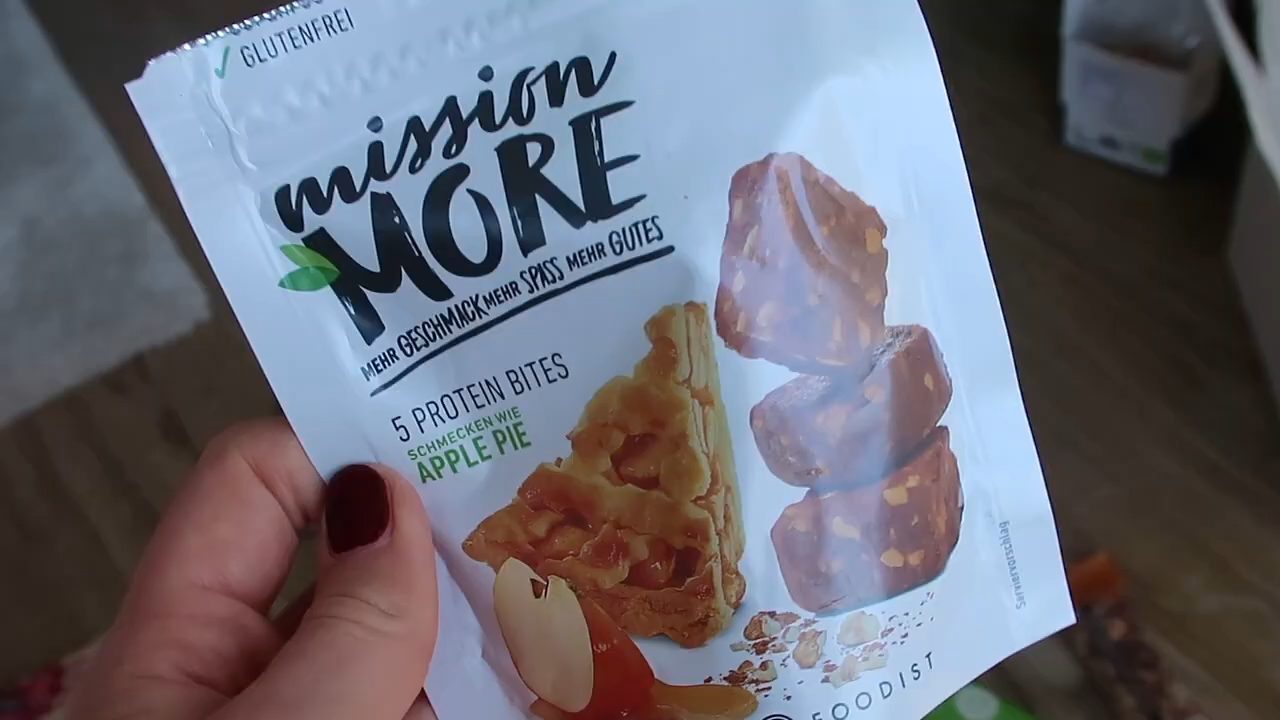 GLUTENFREI
mission
MORE
MEHR GESCHMACK MEHR SPASS MEHR GUTES
5 PROTEIN BITES
SCHMECKEN WIE
APPLE PIE
Serviervorschlag
FOODIST